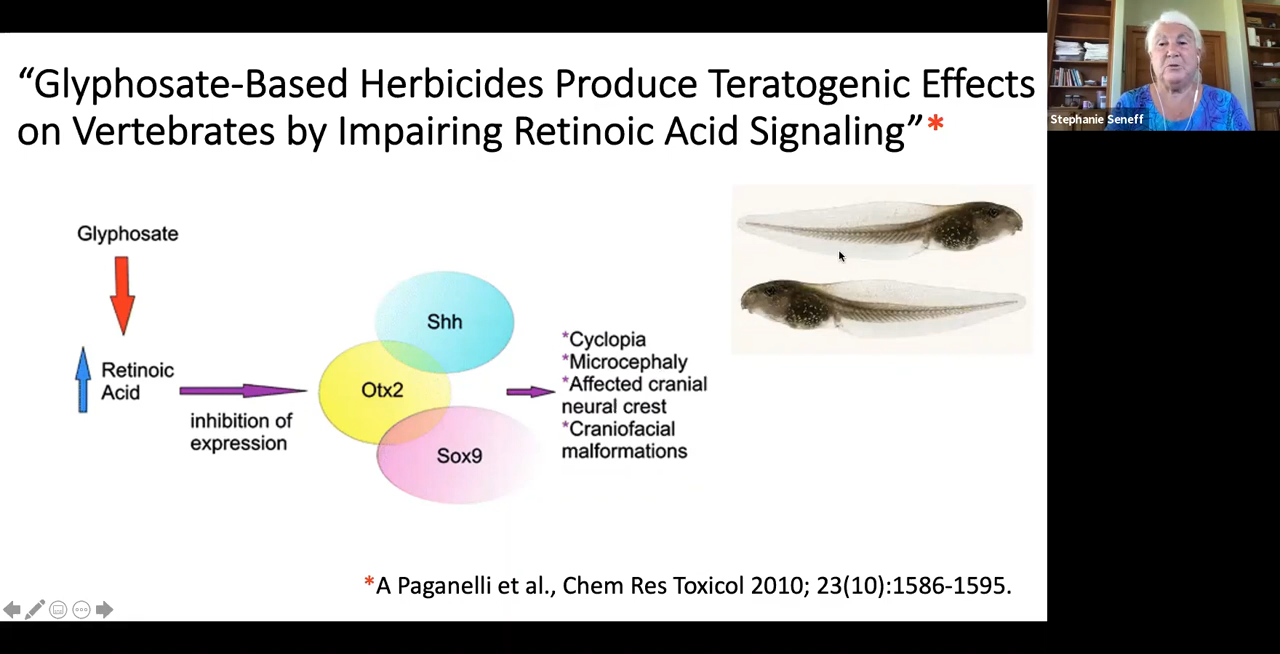 “Glyphosate-Based Herbicides Produce Teratogenic Effects
on Vertebrates by Impairing Retinoic Acid Signaling”*
Stephanie Seneff
Glyphosate
Retinoic
Acid
inhibition of
expression
Shh
Otx2
Sox9
*Cyclopia
*Microcephaly
*Affected cranial
neural crest
*Craniofacial
malformations
*A Paganelli et al., Chem Res Toxicol 2010; 23(10):1586-1595.